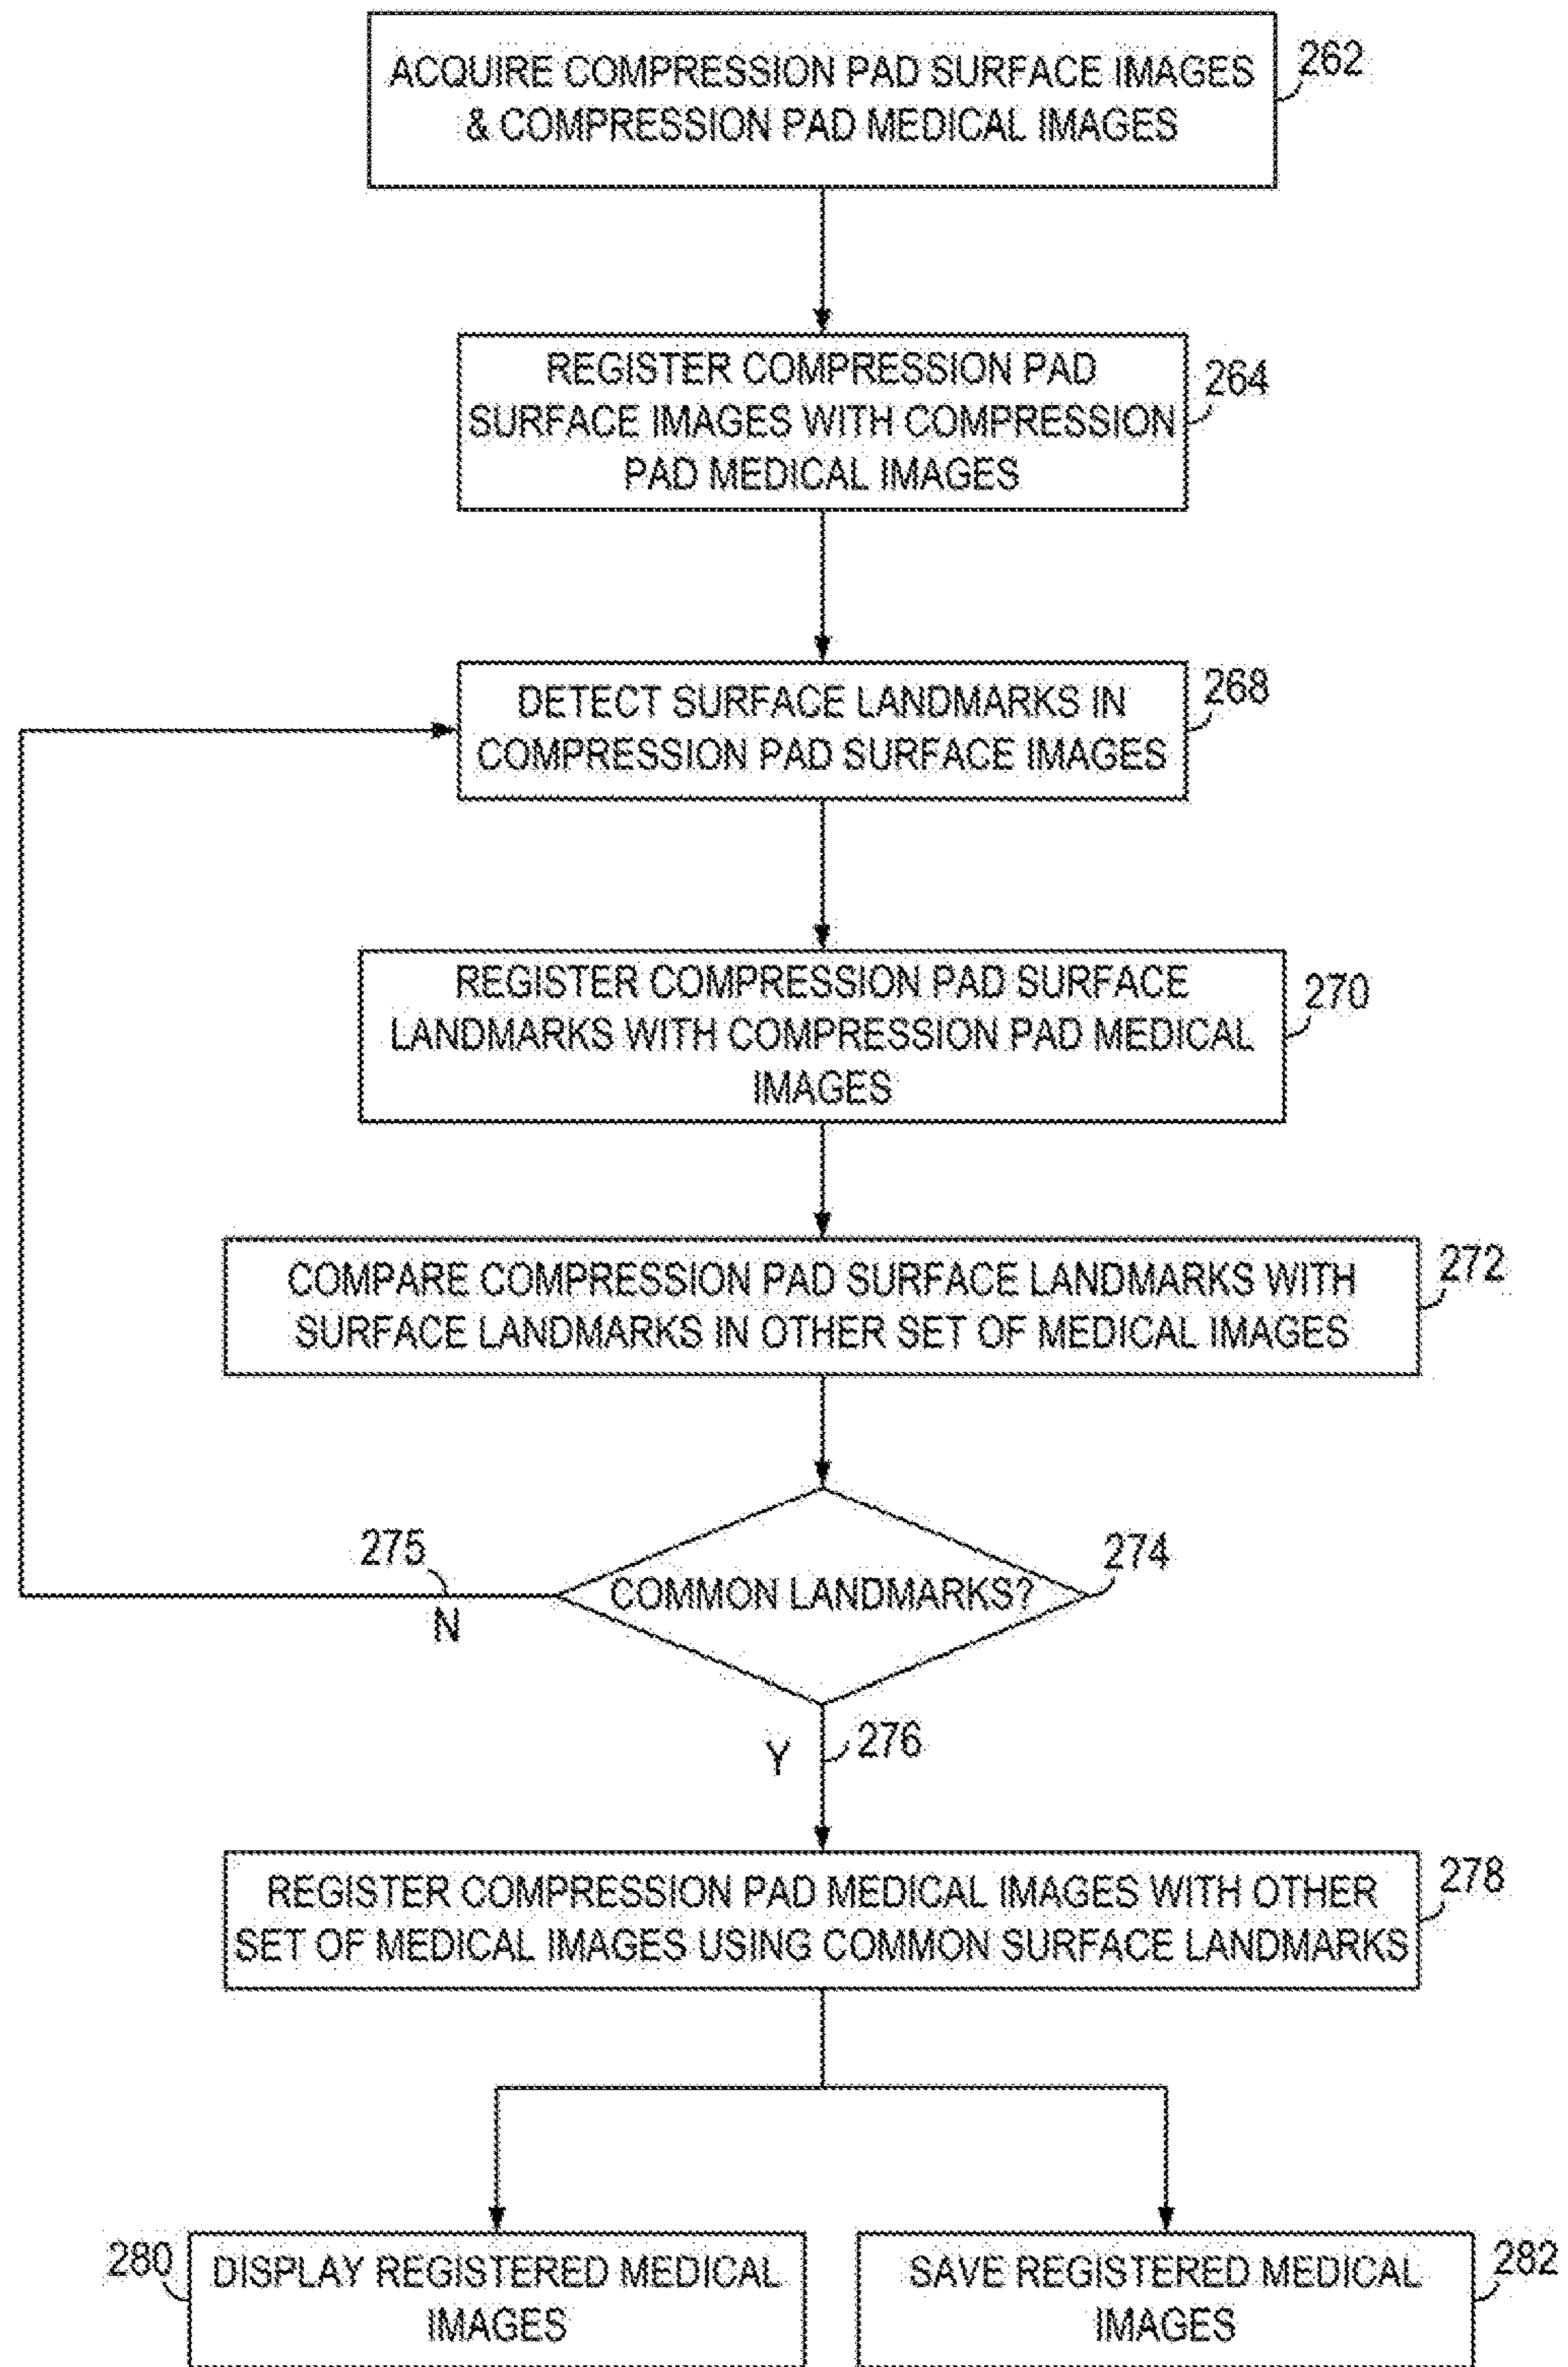 ACQUIRE COMPRESSION PAD SURFACE IMAGES
& COMPRESSION PAD MEDICAL IMAGES
262
REGISTER COMPRESSION PAD
SURFACE IMAGES WITH COMPRESSION
PAD MEDICAL IMAGES
264
DETECT SURFACE LANDMARKS IN
COMPRESSION PAD SURFACE IMAGES
268
REGISTER COMPRESSION PAD SURFACE
LANDMARKS WITH COMPRESSION PAD MEDICAL
IMAGES
270
COMPARE COMPRESSION PAD SURFACE LANDMARKS WITH
SURFACE LANDMARKS IN OTHER SET OF MEDICAL IMAGES
272
COMMON LANDMARKS?
274
275
N
Y
276
REGISTER COMPRESSION PAD MEDICAL IMAGES WITH OTHER
SET OF MEDICAL IMAGES USING COMMON SURFACE LANDMARKS
278
280
DISPLAY REGISTERED MEDICAL
IMAGES
SAVE REGISTERED MEDICAL
IMAGES
282